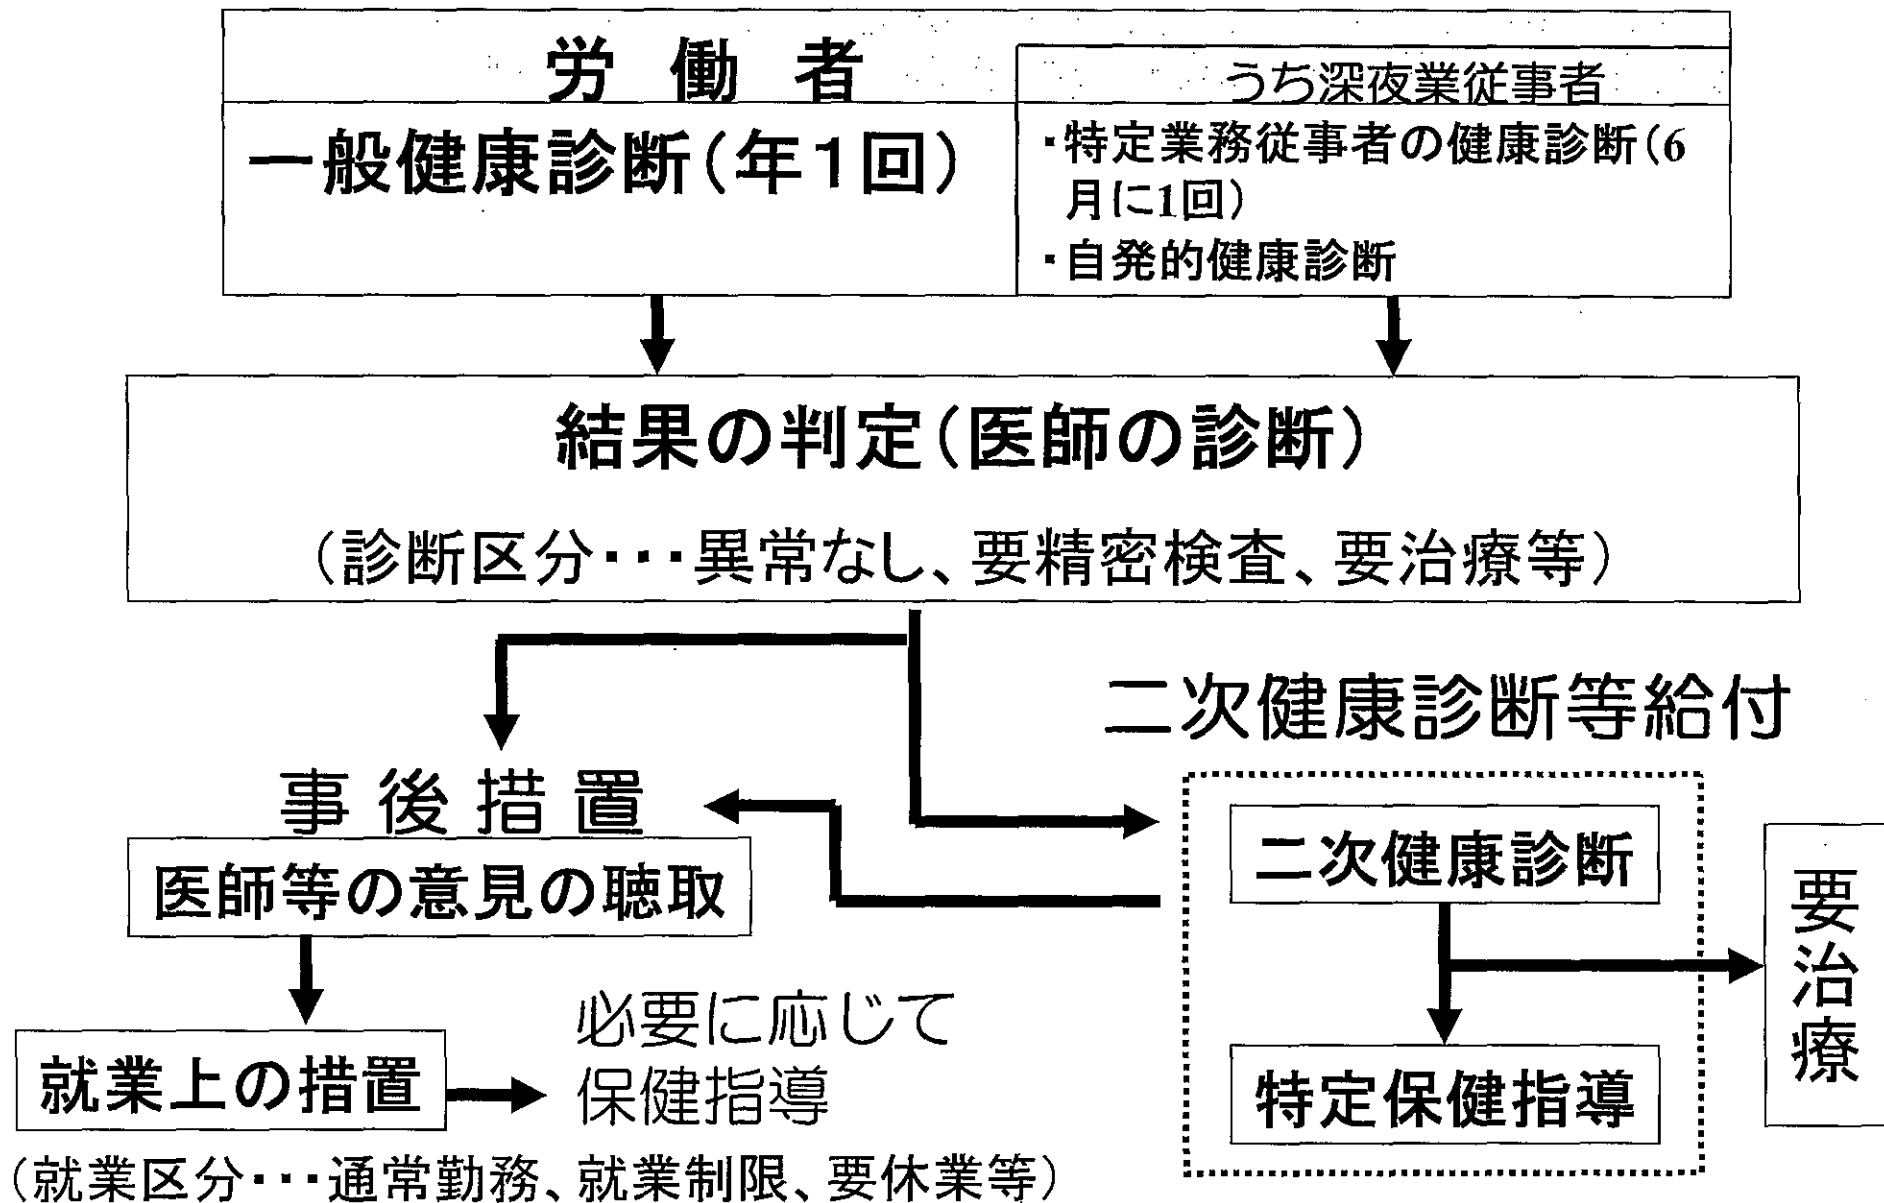 労働者
うち深夜業従事者
一般健康診断(年1回)
・特定業務従事者の健康診断(6
月に1回)
・自発的健康診断
結果の判定(医師の診断)
(診断区分・・・異常なし、要精密検査、要治療等)
二次健康診断等給付
事後措置
医師等の意見の聴取
二次健康診断
要治療
就業上の措置
必要に応じて
保健指導
特定保健指導
(就業区分・・・通常勤務、就業制限、要休業等)